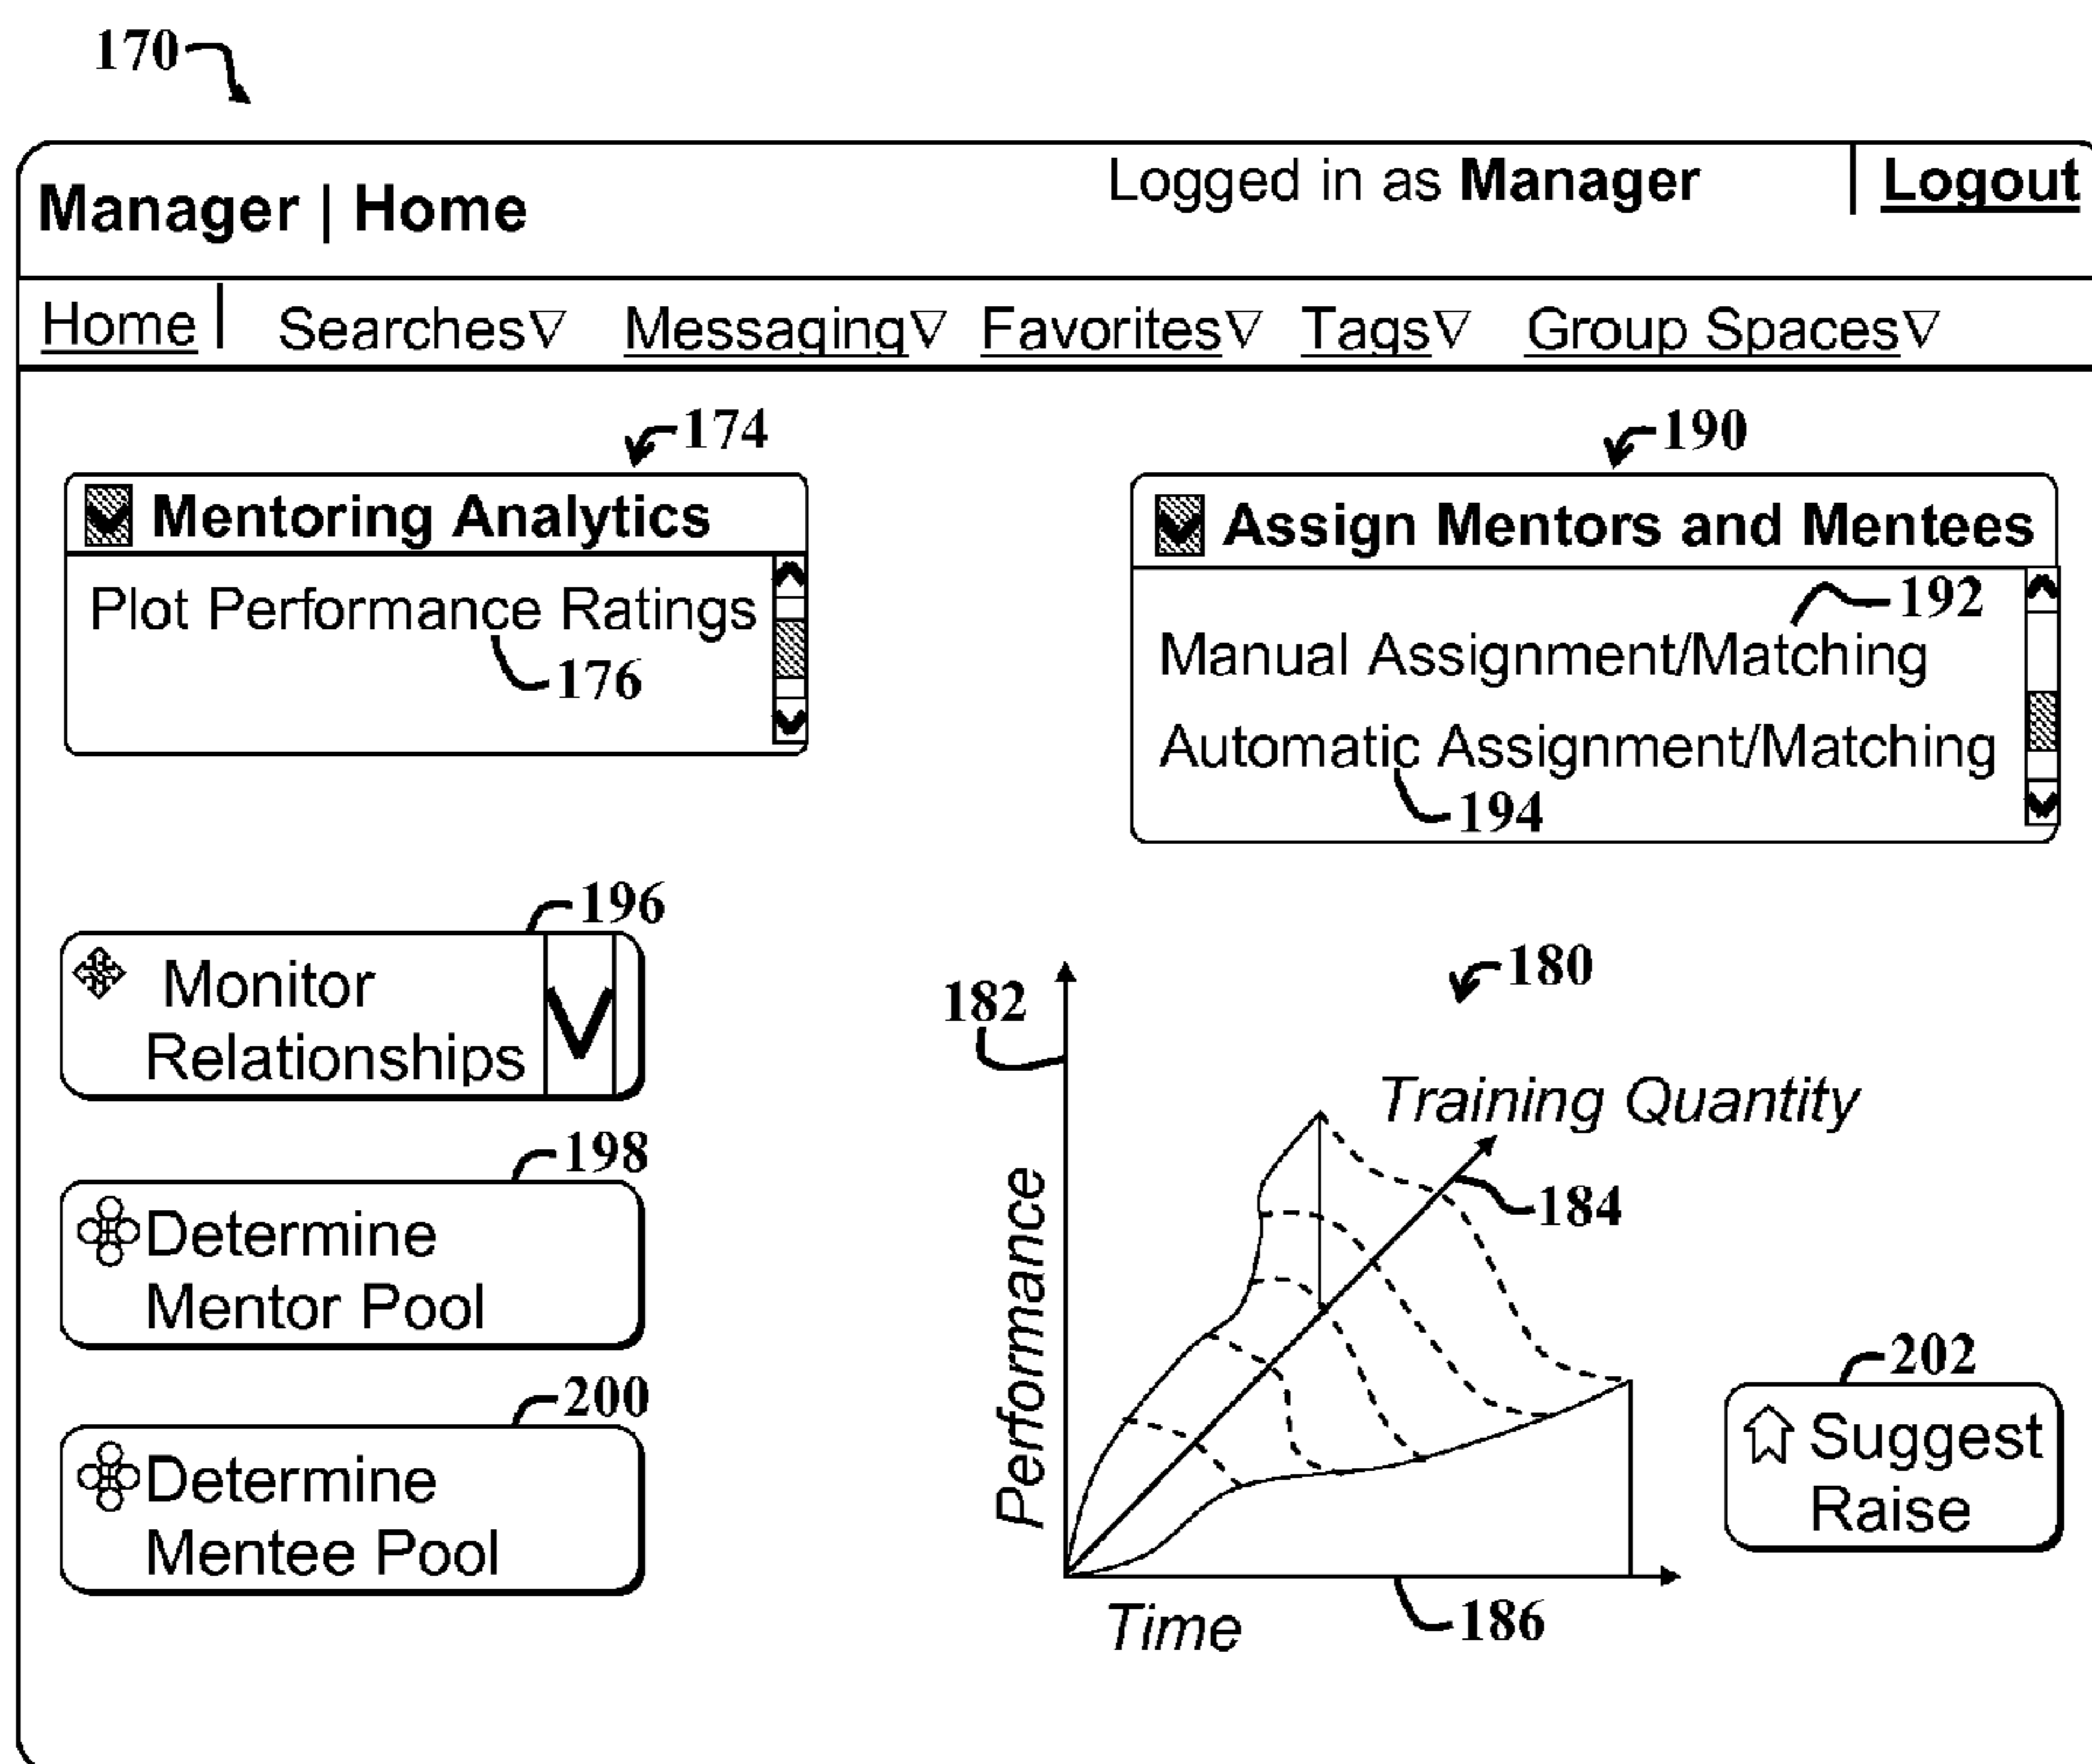 170
Manager | Home
Logged in as Manager | Logout
Home | Searches▽ Messaging▽ Favorites▽ Tags▽ Group Spaces▽
174
Mentoring Analytics
Plot Performance Ratings
176
190
Assign Mentors and Mentees
192
Manual Assignment/Matching
Automatic Assignment/Matching
194
196
Monitor
Relationships
198
Determine
Mentor Pool
200
Determine
Mentee Pool
180
182
Training Quantity
184
Performance
Time
186
202
Suggest
Raise